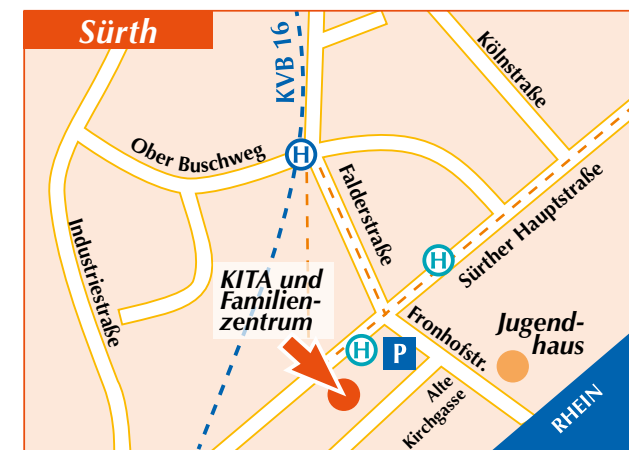 Sürth
KVB 16
Kölnstraße
Ober Buschweg
H
Falderstraße
Industriestraße
Sürther Hauptstraße
H
KITA und
Familien-
zentrum
Fronhofstr.
Jugend-
haus
H
P
Alte
Kirchgasse
RHEIN